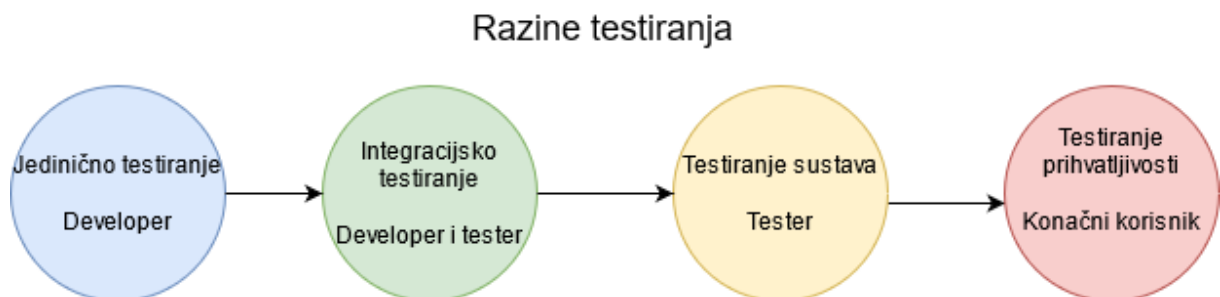 Razine testiranja
Jedinično testiranje
Developer
Integracijsko
testiranje
Developer i tester
Testiranje sustava
Tester
Testiranje
prihvatljivosti
Konačni korisnik